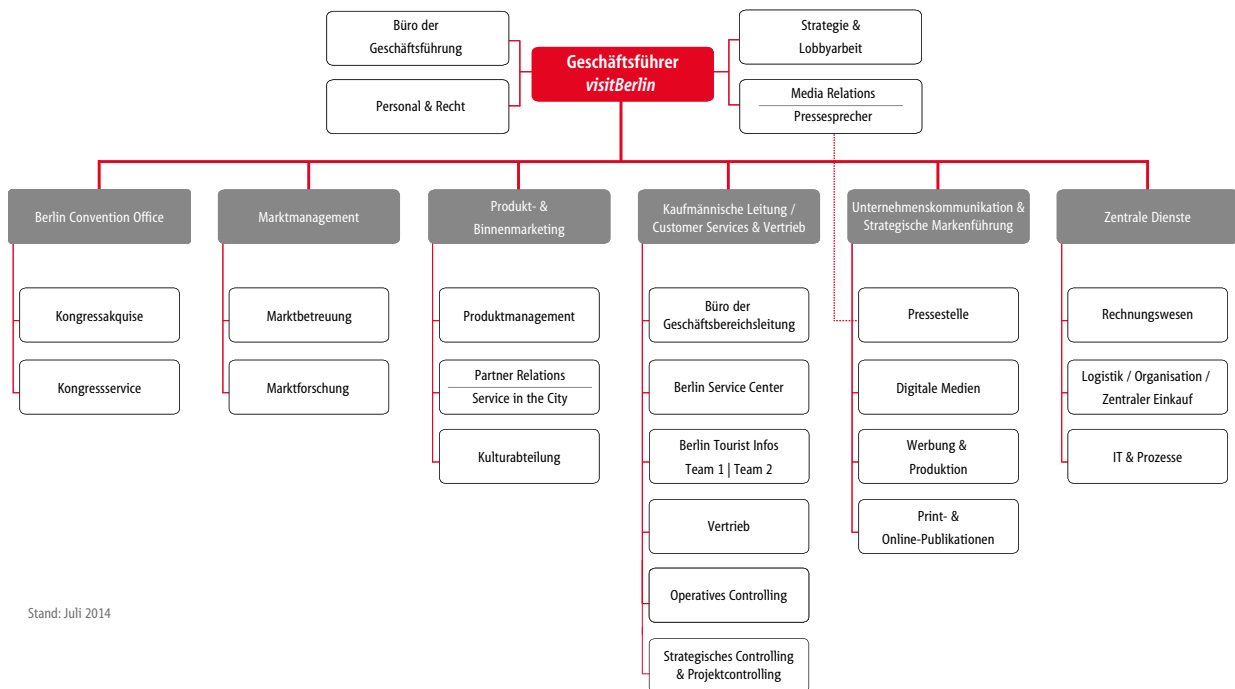 Büro der
Geschäftsführung
Personal & Recht
Geschäftsführer
visitBerlin
Strategie &
Lobbyarbeit
Media Relations
Pressesprecher
Berlin Convention Office
Kongressakquise
Kongressservice
Marktmanagement
Marktbetreuung
Marktforschung
Produkt- &
Binnenmarketing
Produktmanagement
Partner Relations
Service in the City
Kulturabteilung
Kaufmännische Leitung /
Customer Services & Vertrieb
Büro der
Geschäftsbereichsleitung
Berlin Service Center
Berlin Tourist Infos
Team 1 | Team 2
Vertrieb
Operatives Controlling
Strategisches Controlling
& Projektcontrolling
Unternehmenskommunikation &
Strategische Markenführung
Pressestelle
Digitale Medien
Werbung &
Produktion
Print- &
Online-Publikationen
Zentrale Dienste
Rechnungswesen
Logistik / Organisation /
Zentraler Einkauf
IT & Prozesse
Stand: Juli 2014